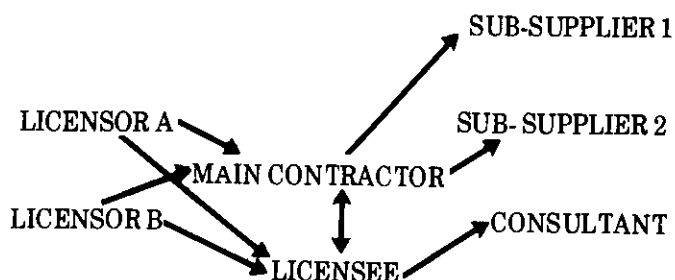 SUB-SUPPLIER 1
LICENSOR A
SUB- SUPPLIER 2
MAIN CONTRACTOR
LICENSOR B
CONSULTANT
LICENSEE